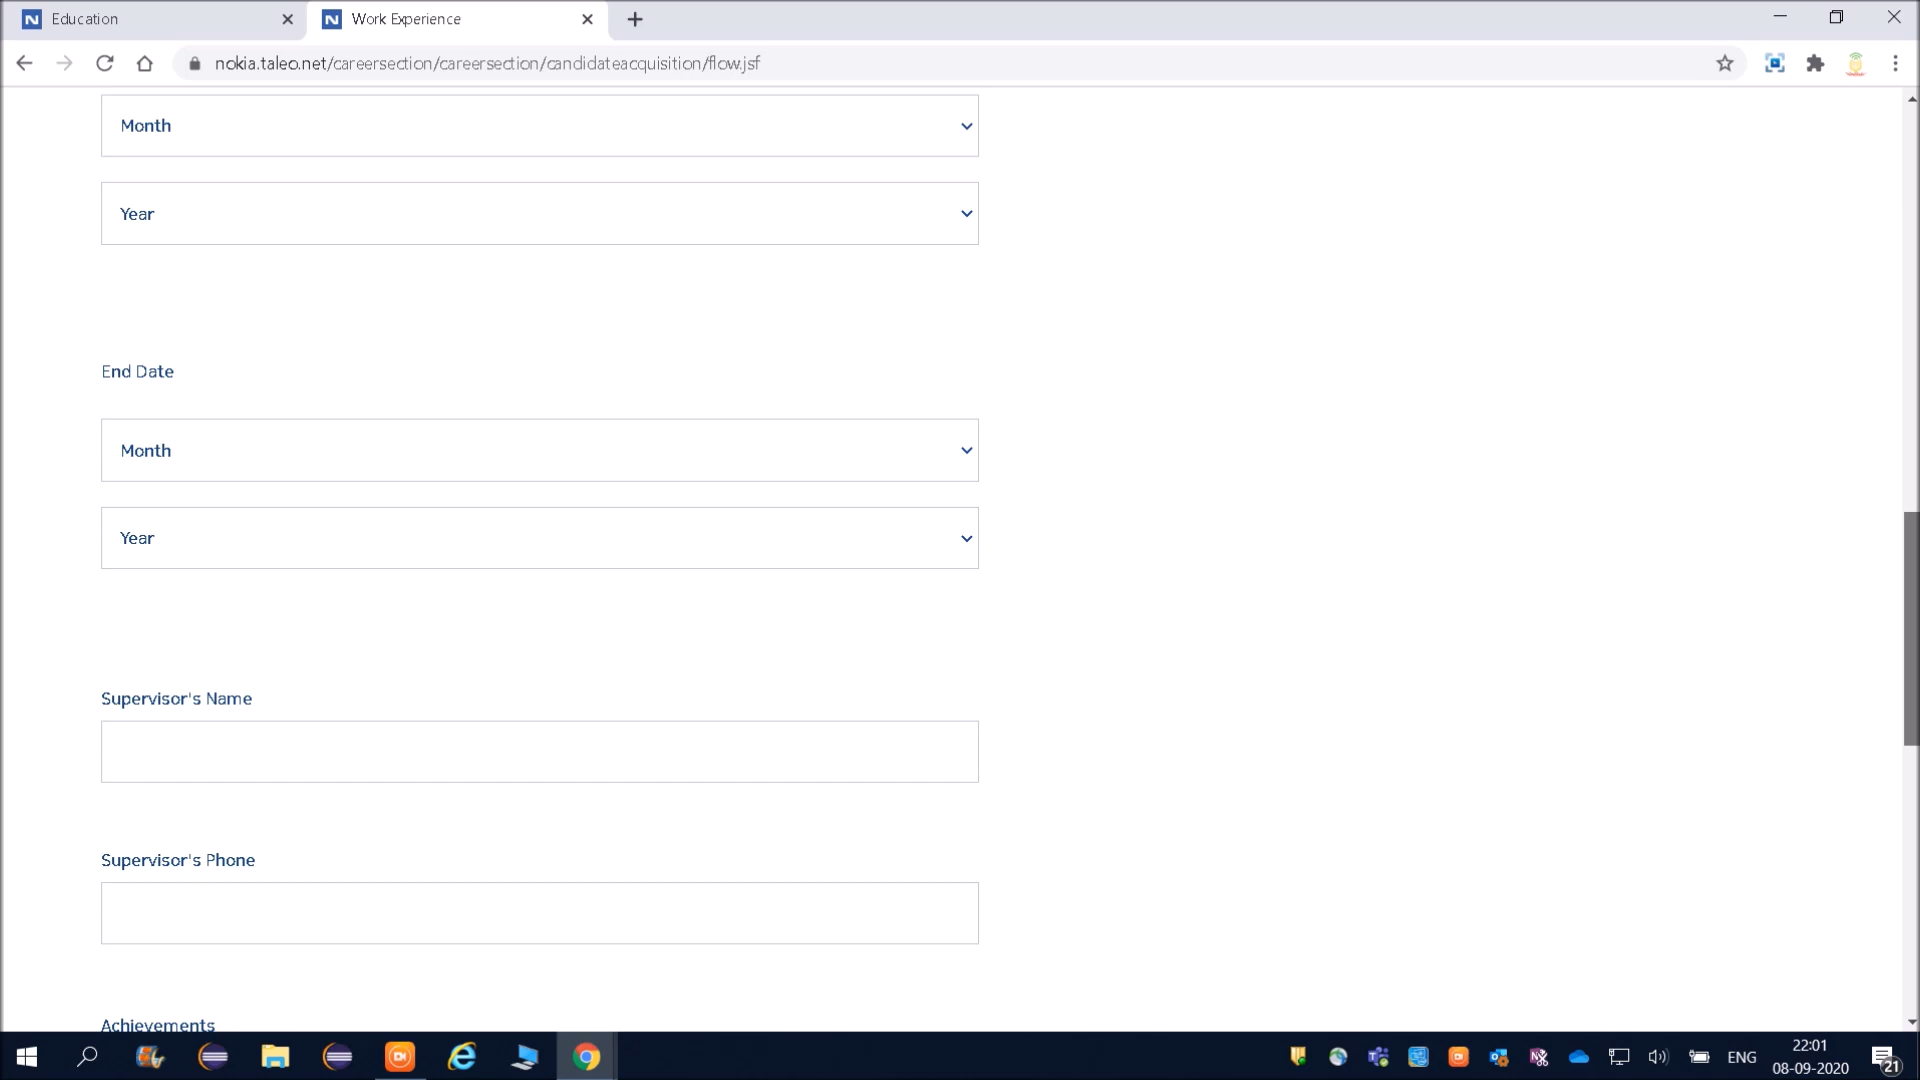 Education
Work Experience
nokia.taleo.net/careersection/careersection/candidateacquisition/flow.jsf
Month
Year
End Date
Month
Year
Supervisor's Name
Supervisor's Phone
Achievements
ENG
22:01
08-09-2020
21